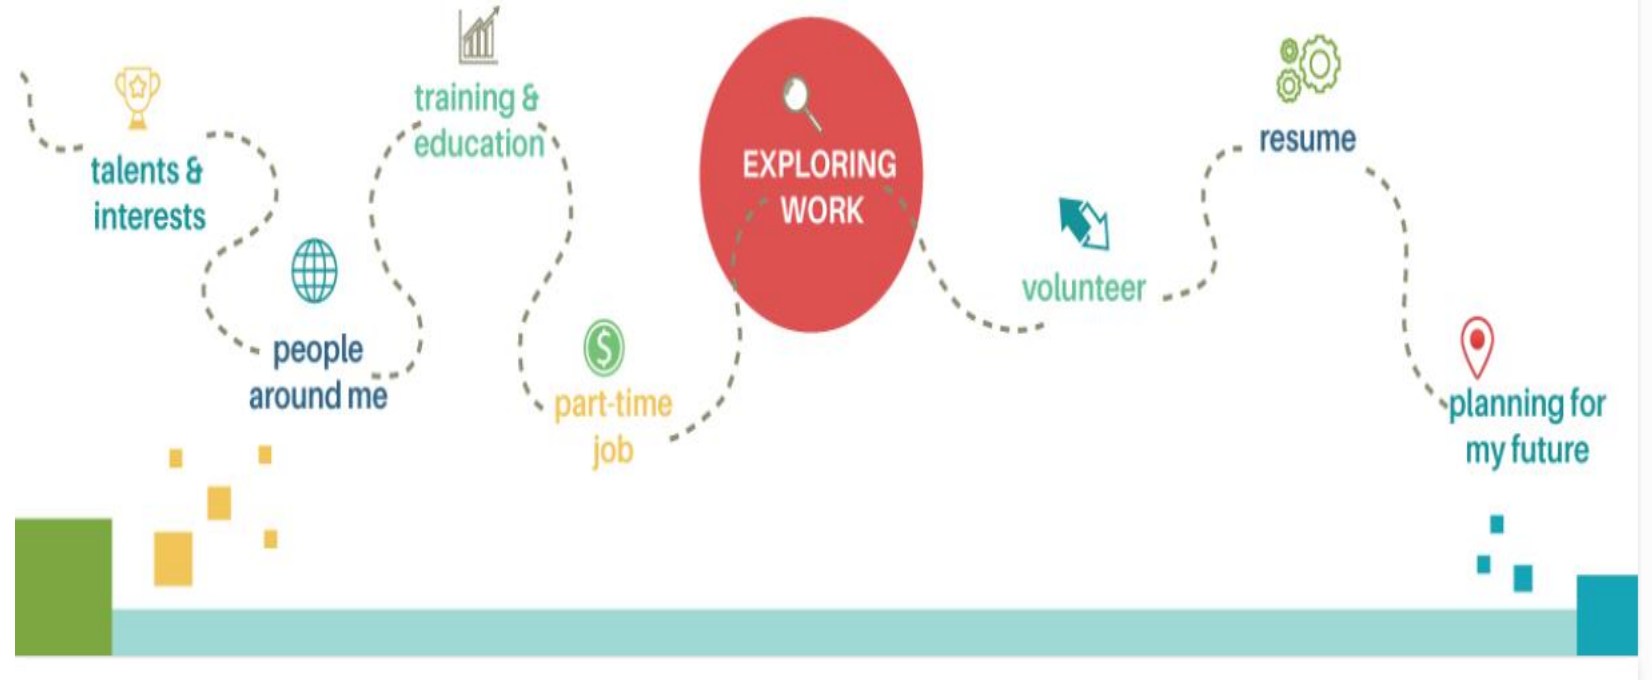 talents &
interests
people
around me
training &
education
$
part-time
job
EXPLORING
WORK
volunteer
resume
planning for
my future